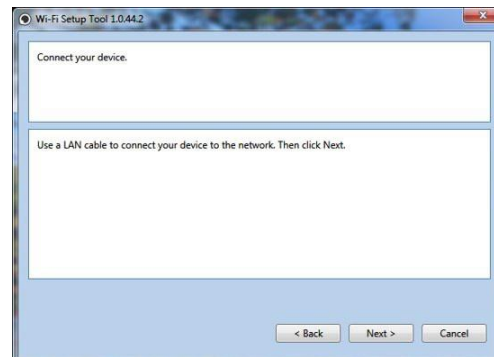 Wi-Fi Setup Tool 1.0.44.2
Connect your device.
Use a LAN cable to connect your device to the network. Then click Next.
< Back Next > Cancel